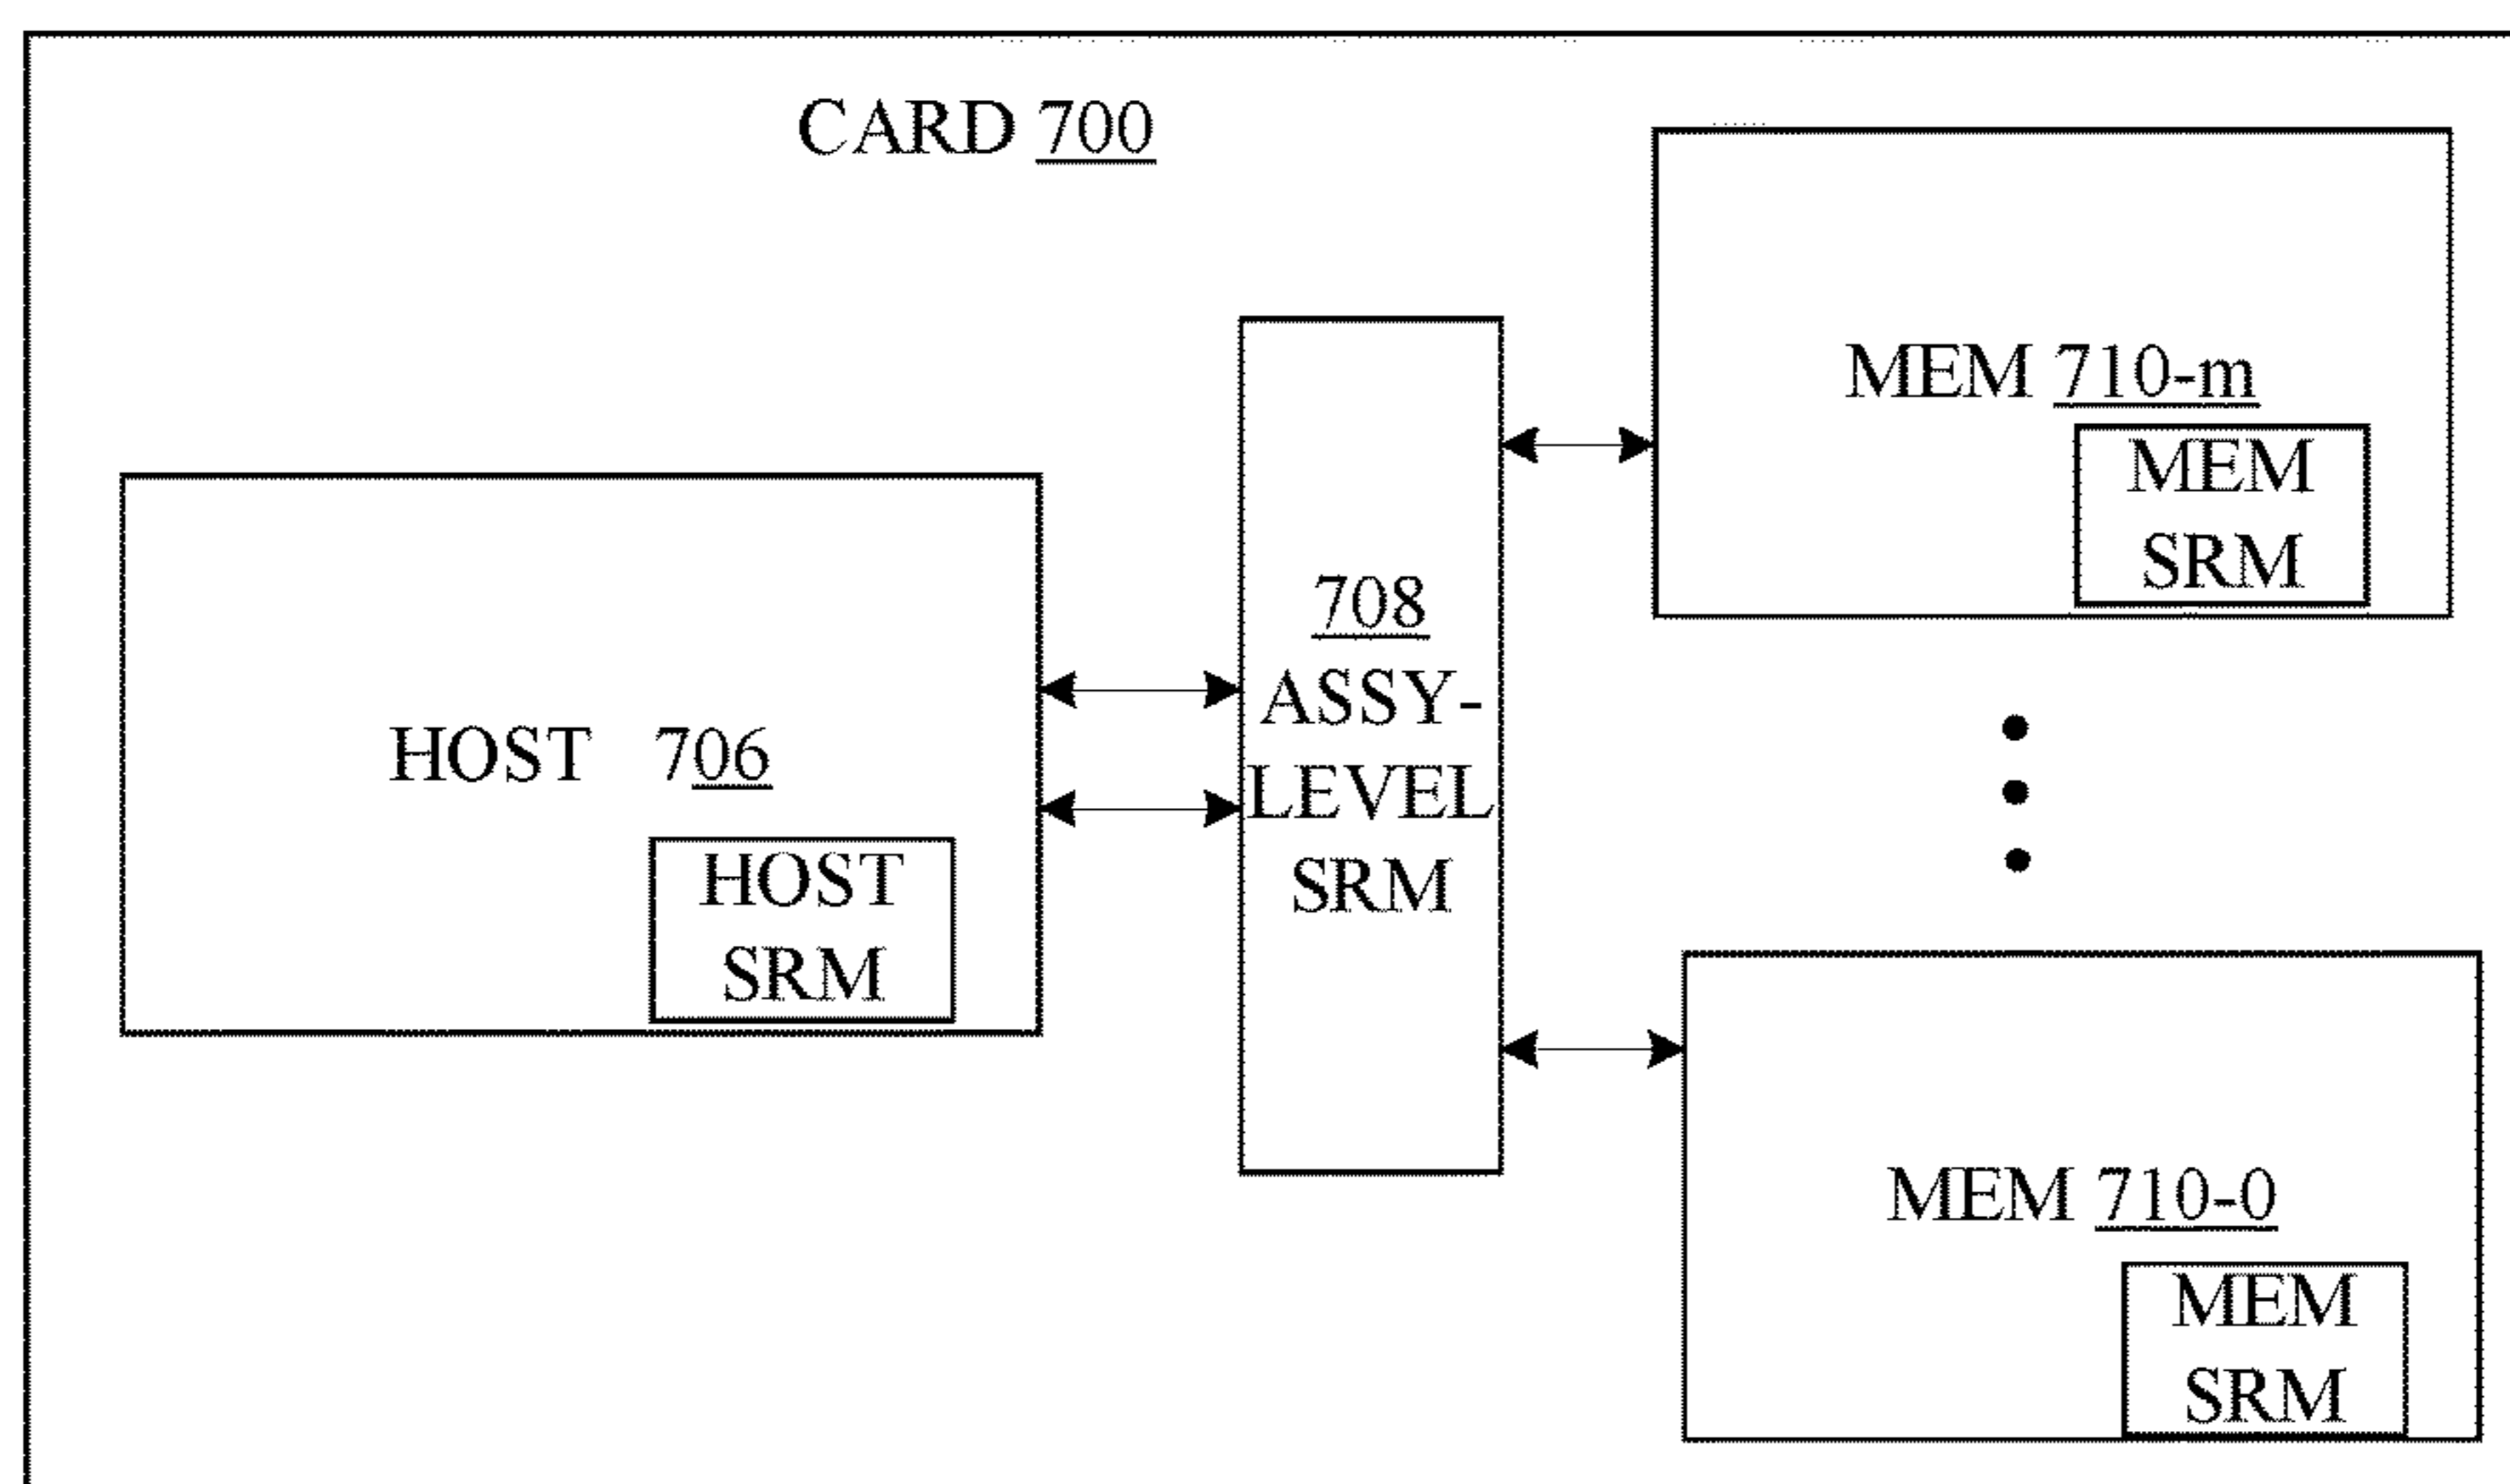 CARD 700
MEM 710-m
MEM
SRM
708
ASSY-
LEVEL
SRM
HOST 706
HOST
SRM
MEM 710-0
MEM
SRM